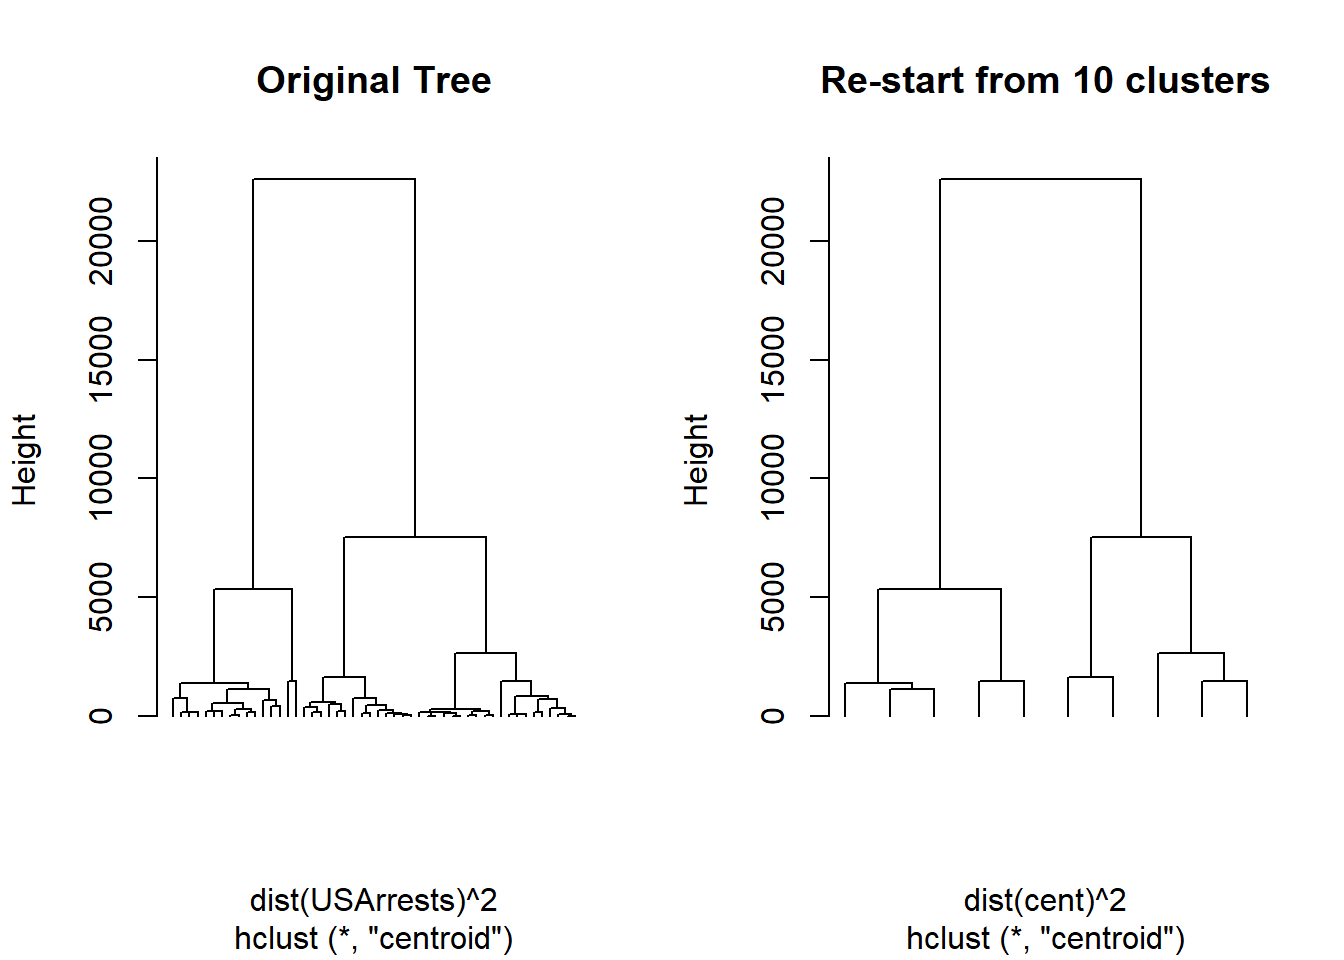 Original Tree
Height
20000
15000
10000
5000
0
dist(USArrests)^2
hclust (*, "centroid")
Re-start from 10 clusters
Height
20000
15000
10000
5000
0
dist(cent)^2
hclust (*, "centroid")